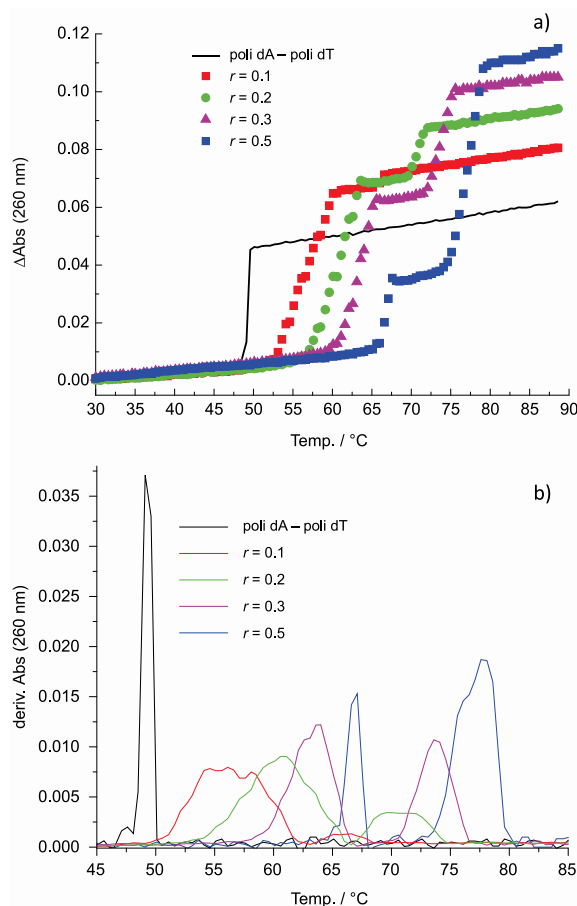 a)
0.12
0.10
0.08
0.06
0.04
0.02
0.00
ΔAbs (260 nm)
poli dA – poli dT
r = 0.1
r = 0.2
r = 0.3
r = 0.5
30 35 40 45 50 55 60 65 70 75 80 85 90
Temp. / °C
b)
0.035
0.030
0.025
0.020
0.015
0.010
0.005
0.000
deriv. Abs (260 nm)
poli dA – poli dT
r = 0.1
r = 0.2
r = 0.3
r = 0.5
45 50 55 60 65 70 75 80 85
Temp. / °C